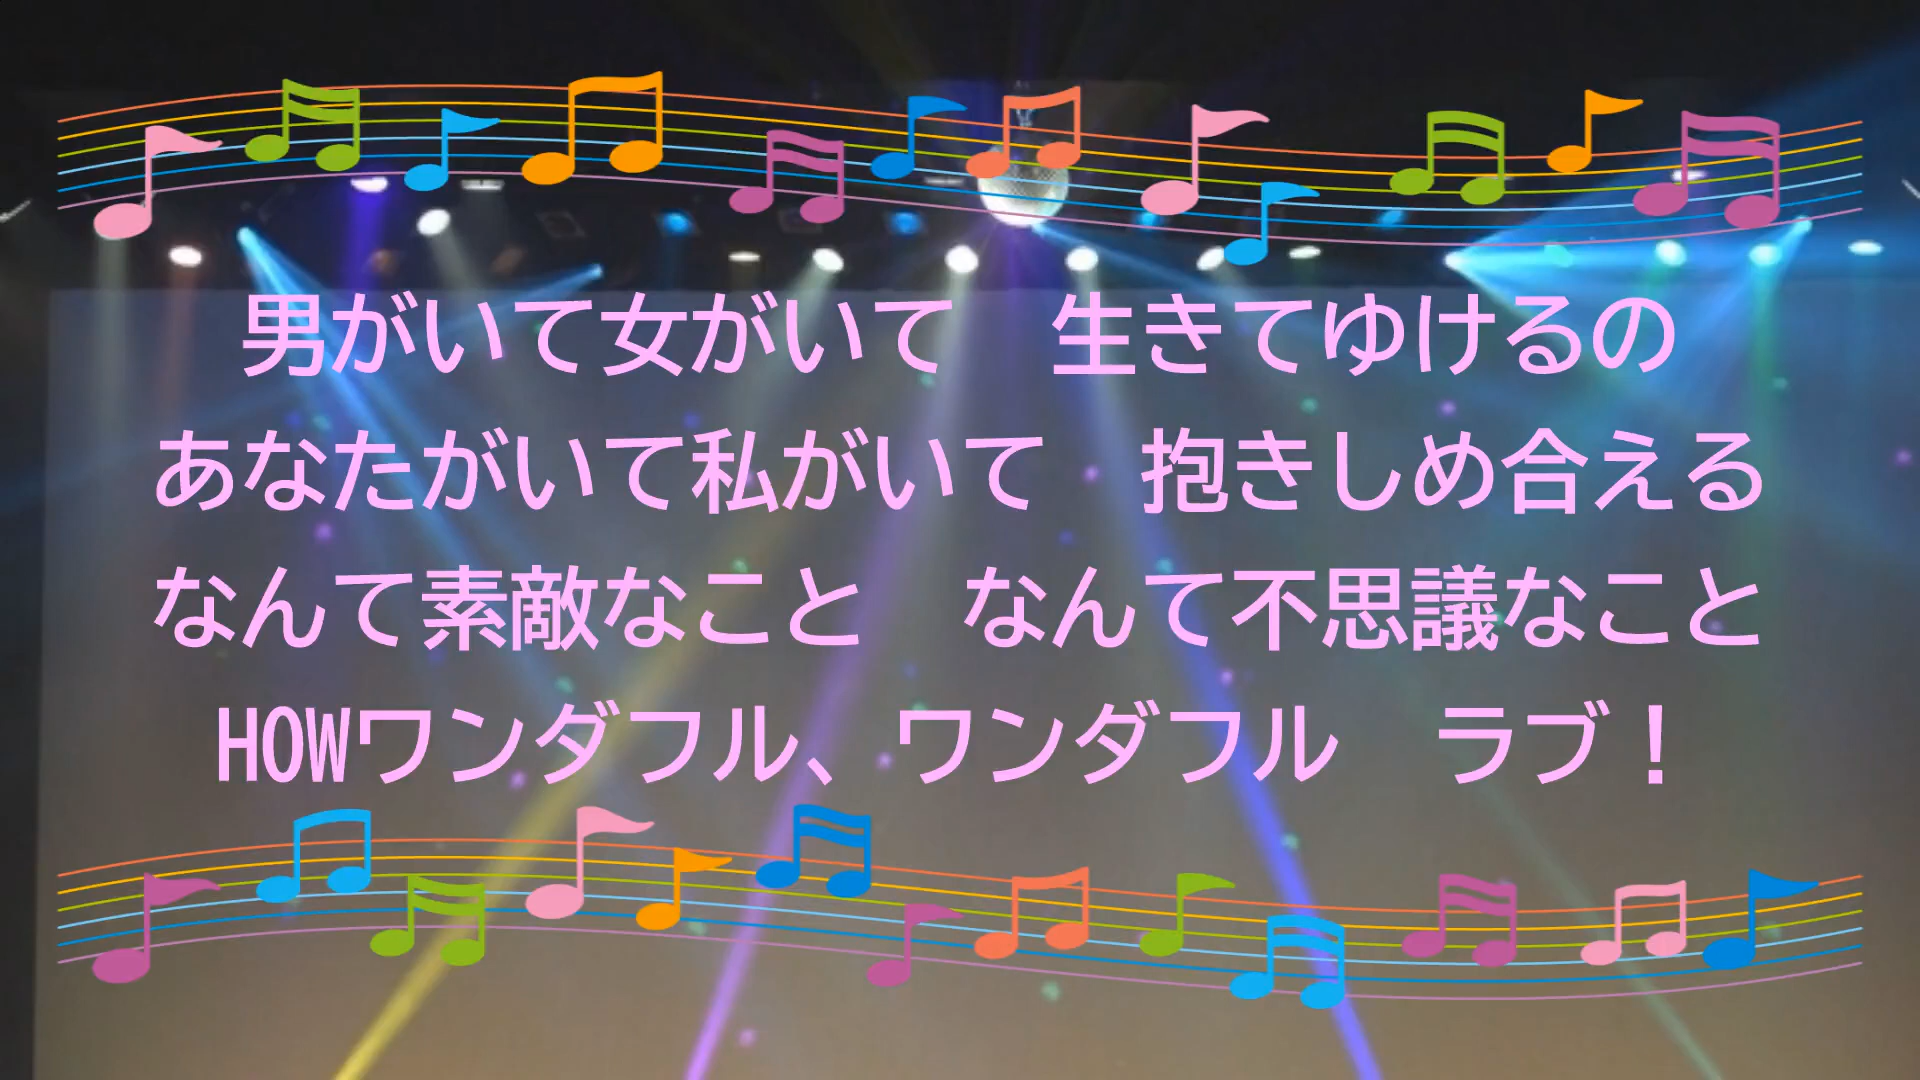 男がいて女がいて　生きてゆけるの
あなたがいて私がいて　抱きしめ合える
なんて素敵なこと　なんて不思議なこと
HOWワンダフル、ワンダフル　ラブ！